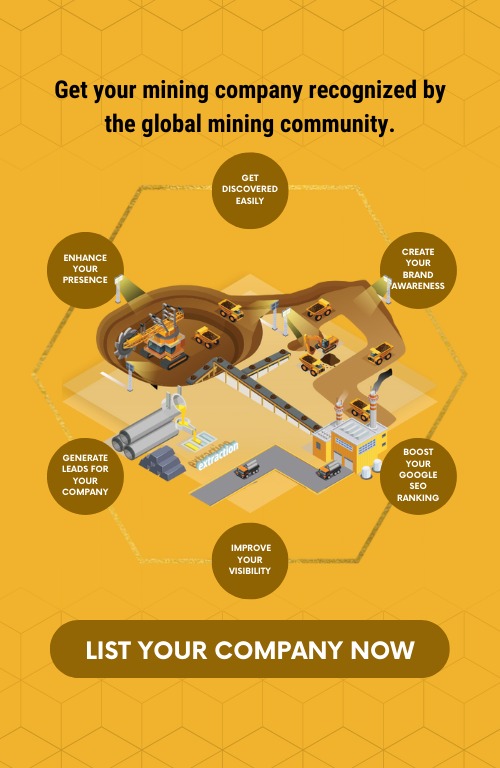 Get your mining company recognized by
the global mining community.
GET
DISCOVERED
EASILY
ENHANCE
YOUR
PRESENCE
CREATE
YOUR
BRAND
AWARENESS
extraction
GENERATE
LEADS FOR
YOUR
COMPANY
BOOST
YOUR
GOOGLE
SEO
RANKING
IMPROVE
YOUR
VISIBILITY
LIST YOUR COMPANY NOW